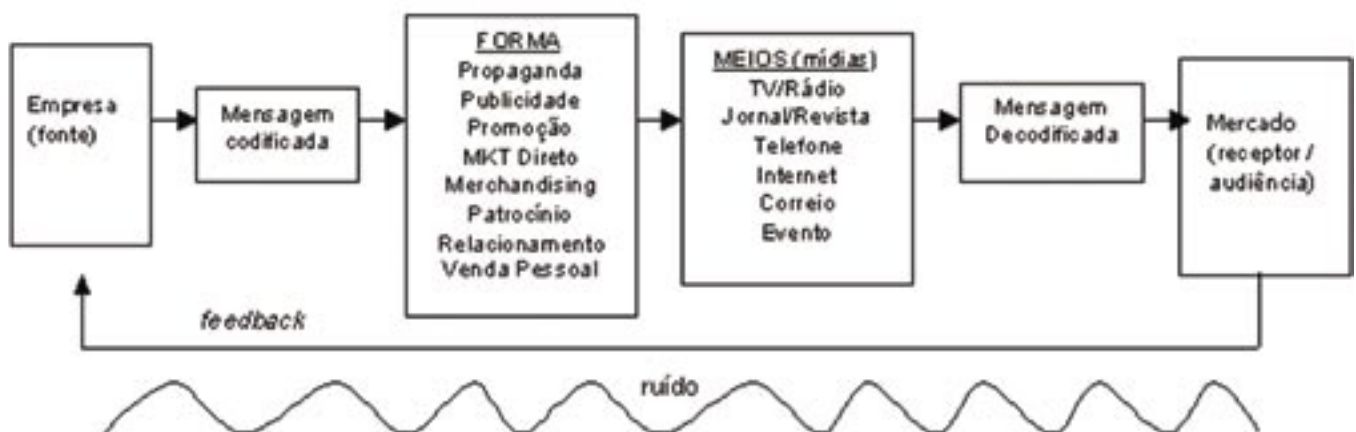 Empresa
(fonte)
Mensagem
codificada
FORMA
Propaganda
Publicidade
Promoção
MKT Direto
Merchandising
Patrocínio
Relacionamento
Venda Pessoal
MEIOS (mídias)
TV/Rádio
Jornal/Revista
Telefone
Internet
Correio
Evento
Mensagem
Decodificada
Mercado
(receptor/
audiência)
feedback
ruído